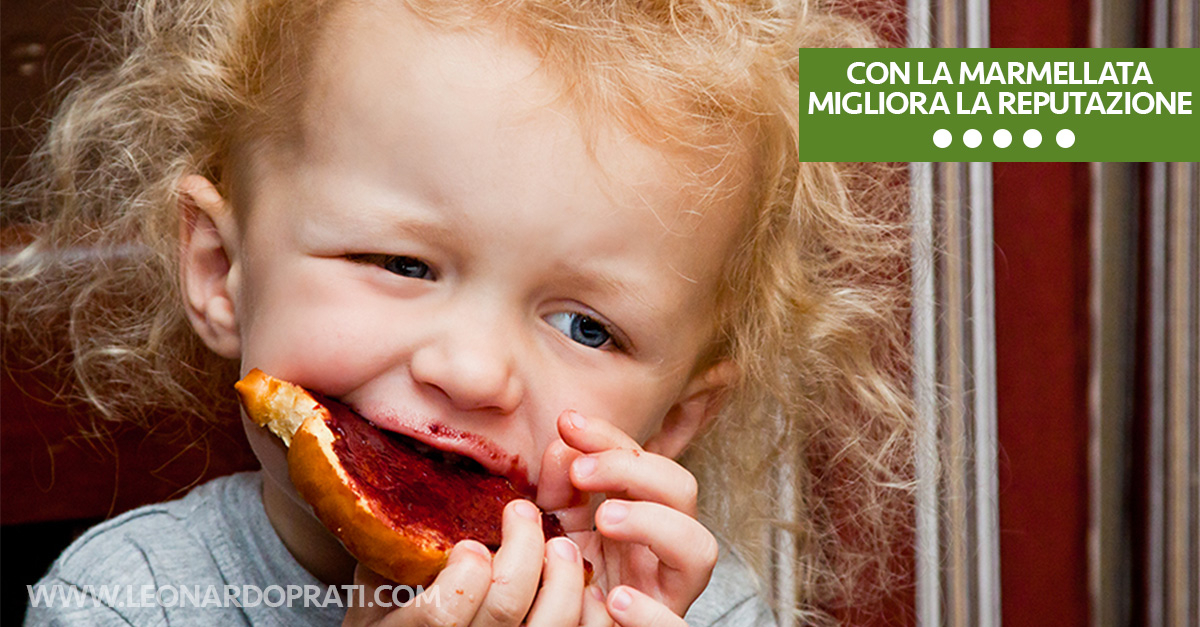 CON LA MARMELLATA
MIGLIORA LA REPUTAZIONE
WWW.LEONARDOPRATI.COM